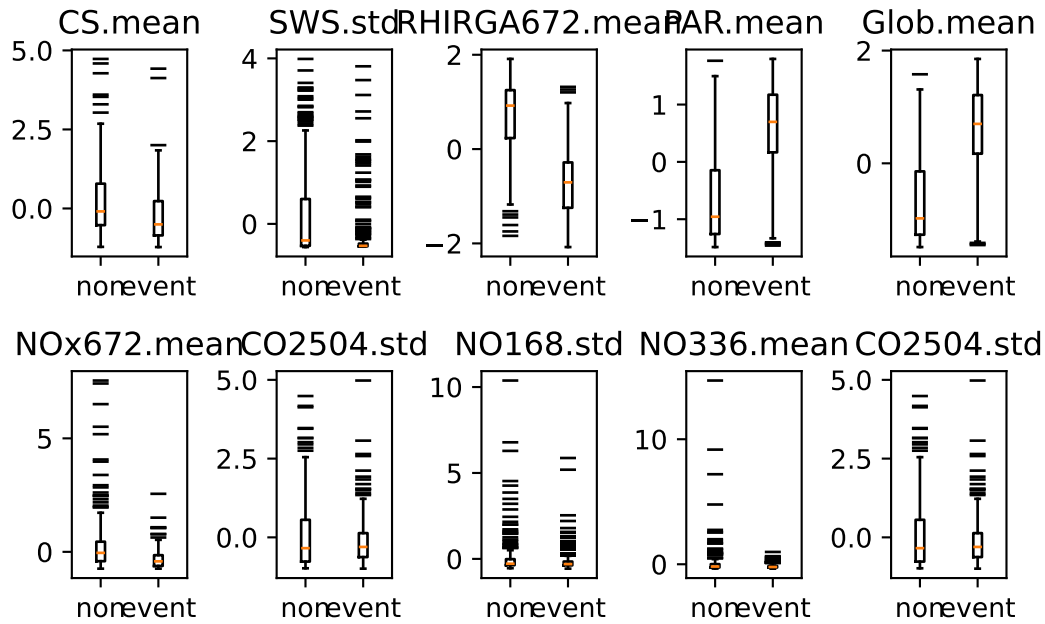 CS.mean SWS.std RHIRGA672.mean PAR.mean Glob.mean
5.0 2.5 0.0
4 2 0
2 0 −2
1 0 −1
2 0
non event non event non event non event non event
NOx672.mean CO2504.std NO168.std NO336.mean CO2504.std
5 0
5.0 2.5 0.0
10 5 0
10 0
5.0 2.5 0.0
non event non event non event non event non event